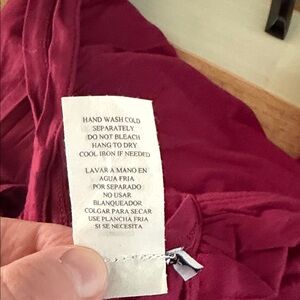 HAND WASH COLD
SEPARATELY
DO NOT BLEACH
HANG TO DRY
COOL IRON IF NEEDED
LAVAR A MANO EN
AGUA FRIA
POR SEPARADO
NO USAR
BLANQUEADOR
COLGAR PARA SECAR
USE PLANCHA FRIA
SI SE NECESITA